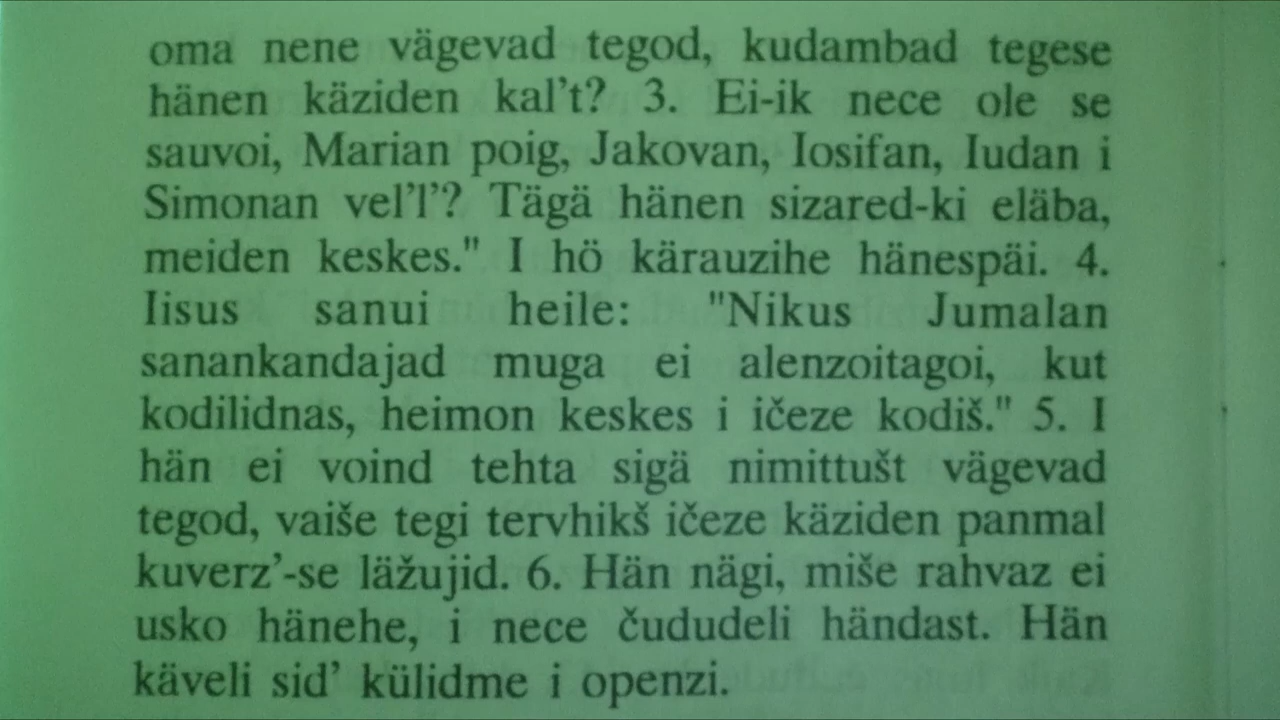 oma nene vägevad tegod, kudambad tegese
hänen käziden kal't? 3. Ei-ik nece ole se
sauvoi, Marian poig, Jakovan, Iosifan, Iudan i
Simonan vel'l'? Tägä hänen sizared-ki eläba,
meiden keskes." I hö kärauzihe hänespäi. 4.
Iisus sanui heile: "Nikus Jumalan
sanankandajad muga ei alenzoitagoi, kut
kodilidnas, heimon keskes i ičeze kodiš." 5. I
hän ei voind tehta sigä nimittušt vägevad
tegod, vaiše tegi tervhikš ičeze käziden panmal
kuverz'-se läžujid. 6. Hän nägi, miše rahvaz ei
usko hänehe, i nece čududeli händast. Hän
käveli sid' külidme i openzi.